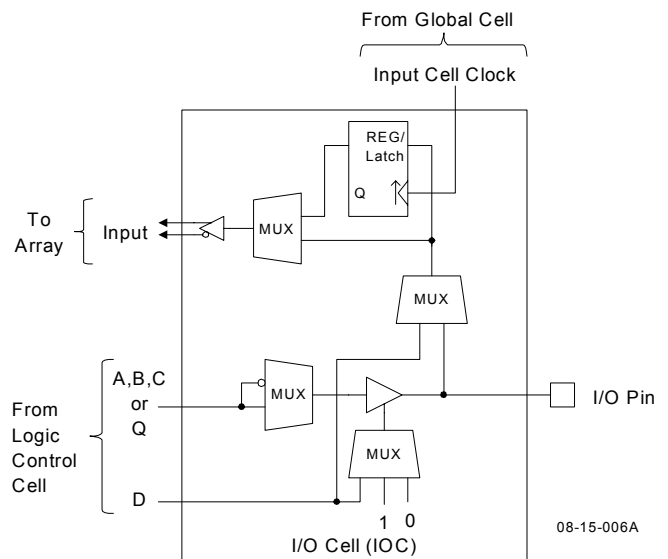 From Global Cell
Input Cell Clock
REG/
Latch
Q
To
Array
Input
MUX
MUX
A,B,C
or
Q
MUX
I/O Pin
From
Logic
Control
Cell
MUX
D
1 0
I/O Cell (IOC)
08-15-006A